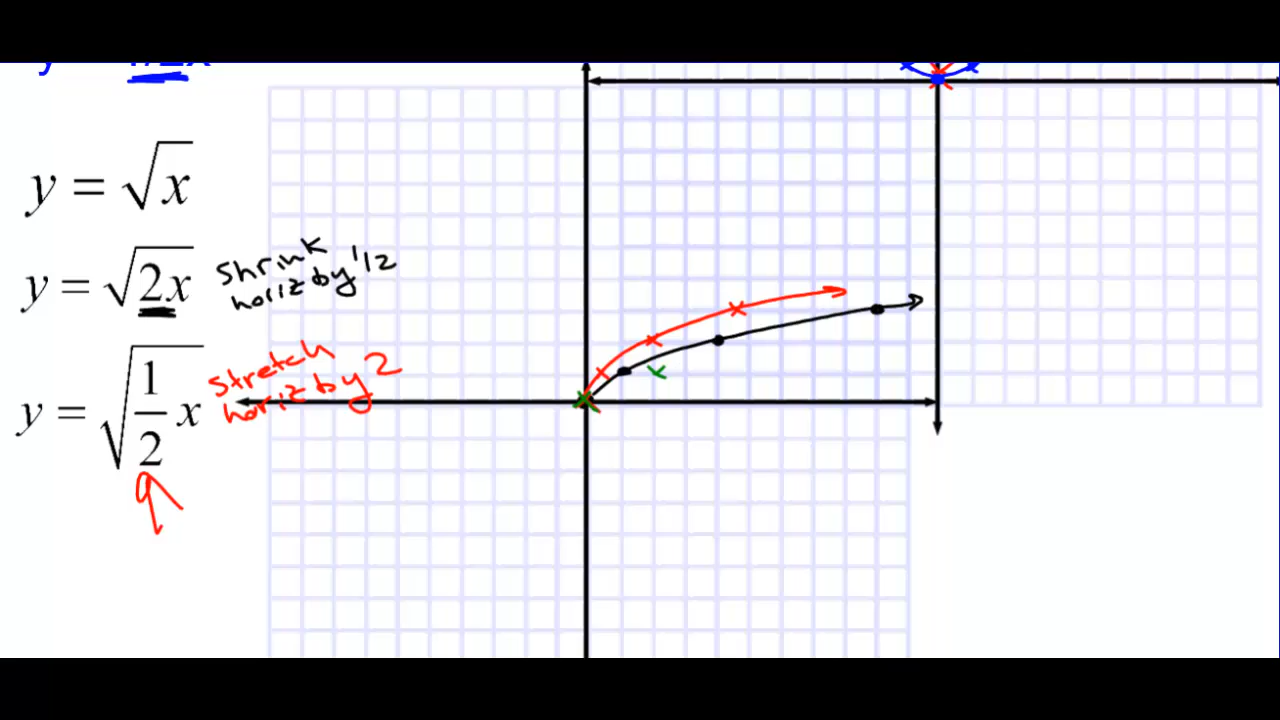 y = √x
y = √2x
Shrink
horiz by 1/2
y = √1/2 x
Stretch
horiz by 2